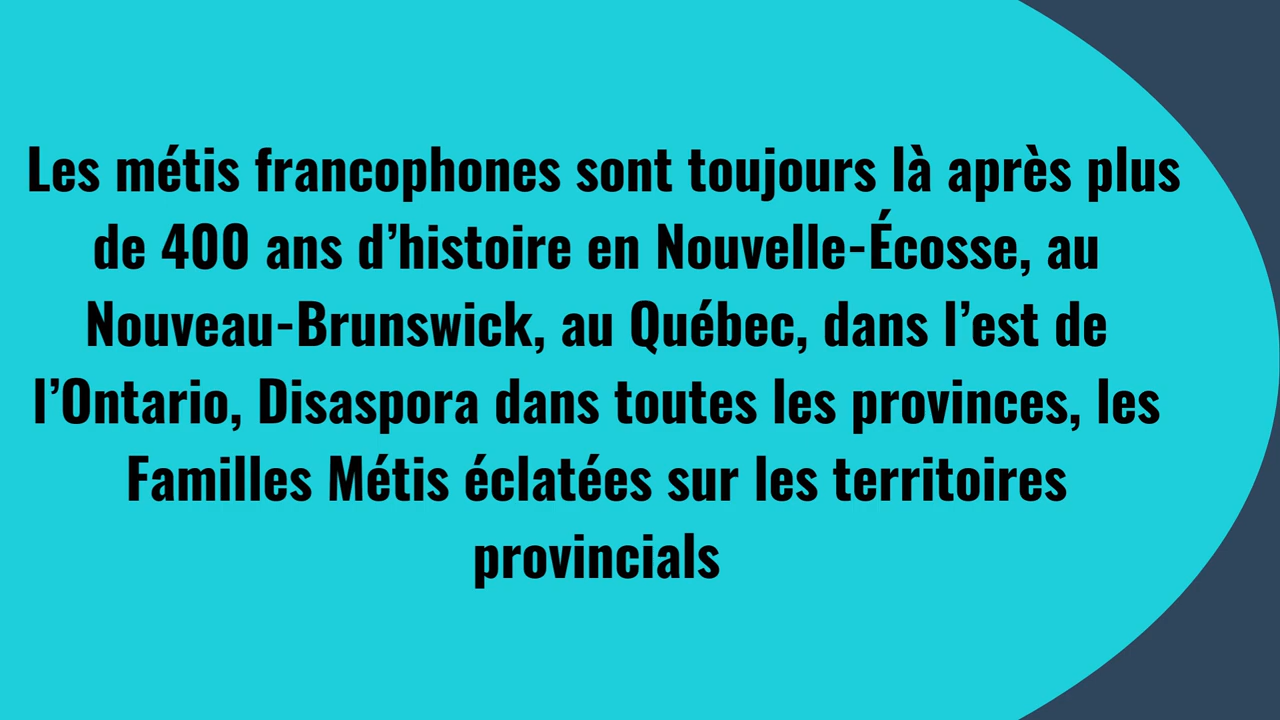 Les métis francophones sont toujours là après plus
de 400 ans d’histoire en Nouvelle-Écosse, au
Nouveau-Brunswick, au Québec, dans l’est de
l’Ontario, Disaspora dans toutes les provinces, les
Familles Métis éclatées sur les territoires
provincials